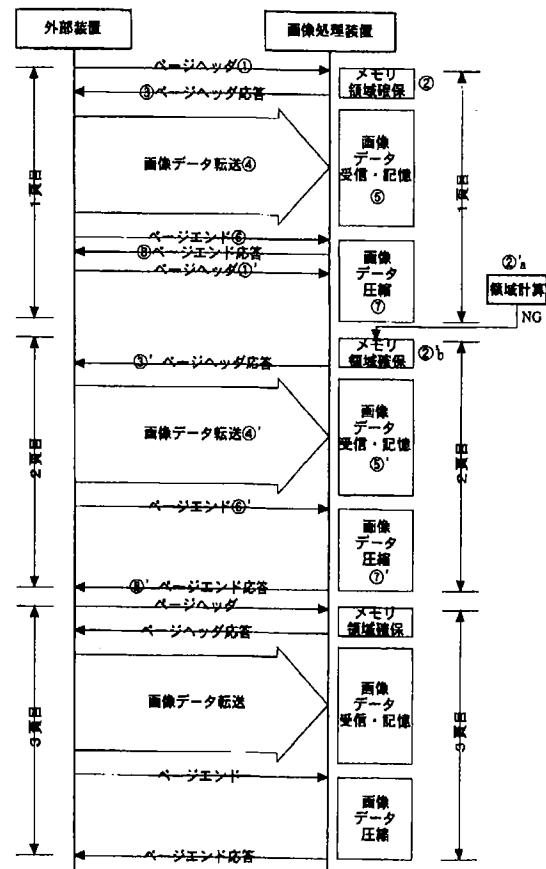 外部装置
画像処理装置
ページヘッダ①
メモリ
領域確保
②
③ページヘッダ応答
画像データ転送④
画像
データ
受信・記憶
⑤
1頁目
1頁目
ページエンド⑥
⑧ページエンド応答
ページヘッダ①'
画像
データ
圧縮
⑦
②'a
領域計算
NG
メモリ
領域確保
②'b
③' ページヘッダ応答
画像データ転送④'
画像
データ
受信・記憶
⑤'
2頁目
2頁目
ページエンド⑥'
画像
データ
圧縮
⑦'
⑧' ページエンド応答
ページヘッダ
メモリ
領域確保
ページヘッダ応答
画像データ転送
画像
データ
受信・記憶
3頁目
3頁目
ページエンド
画像
データ
圧縮
ページエンド応答